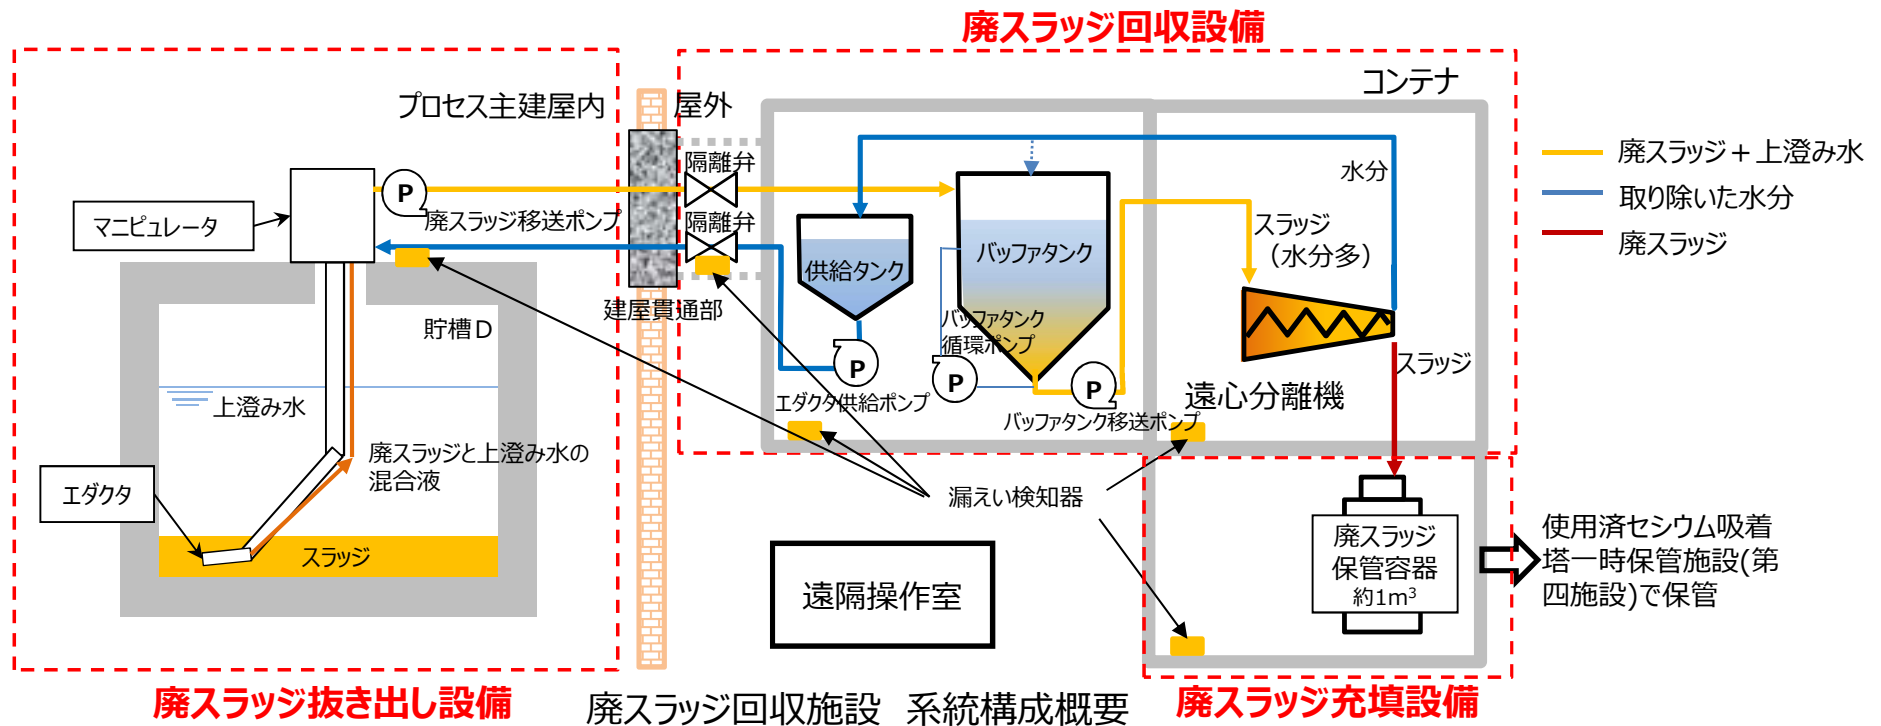 廃スラッジ回収設備
コンテナ
プロセス主建屋内
屋外
隔離弁
P
廃スラッジ移送ポンプ
隔離弁
マニピュレータ
建屋貫通部
貯槽D
上澄み水
廃スラッジと上澄み水の
混合液
エダクタ
スラッジ
供給タンク
P
エダクタ供給ポンプ
バッファタンク
バッファタンク
循環ポンプ
P
P
バッファタンク移送ポンプ
水分
スラッジ
(水分多)
遠心分離機
スラッジ
漏えい検知器
遠隔操作室
廃スラッジ
保管容器
約1m³
使用済セシウム吸着
塔一時保管施設(第
四施設)で保管
廃スラッジ+上澄み水
取り除いた水分
廃スラッジ
廃スラッジ抜き出し設備
廃スラッジ回収施設 系統構成概要
廃スラッジ充填設備